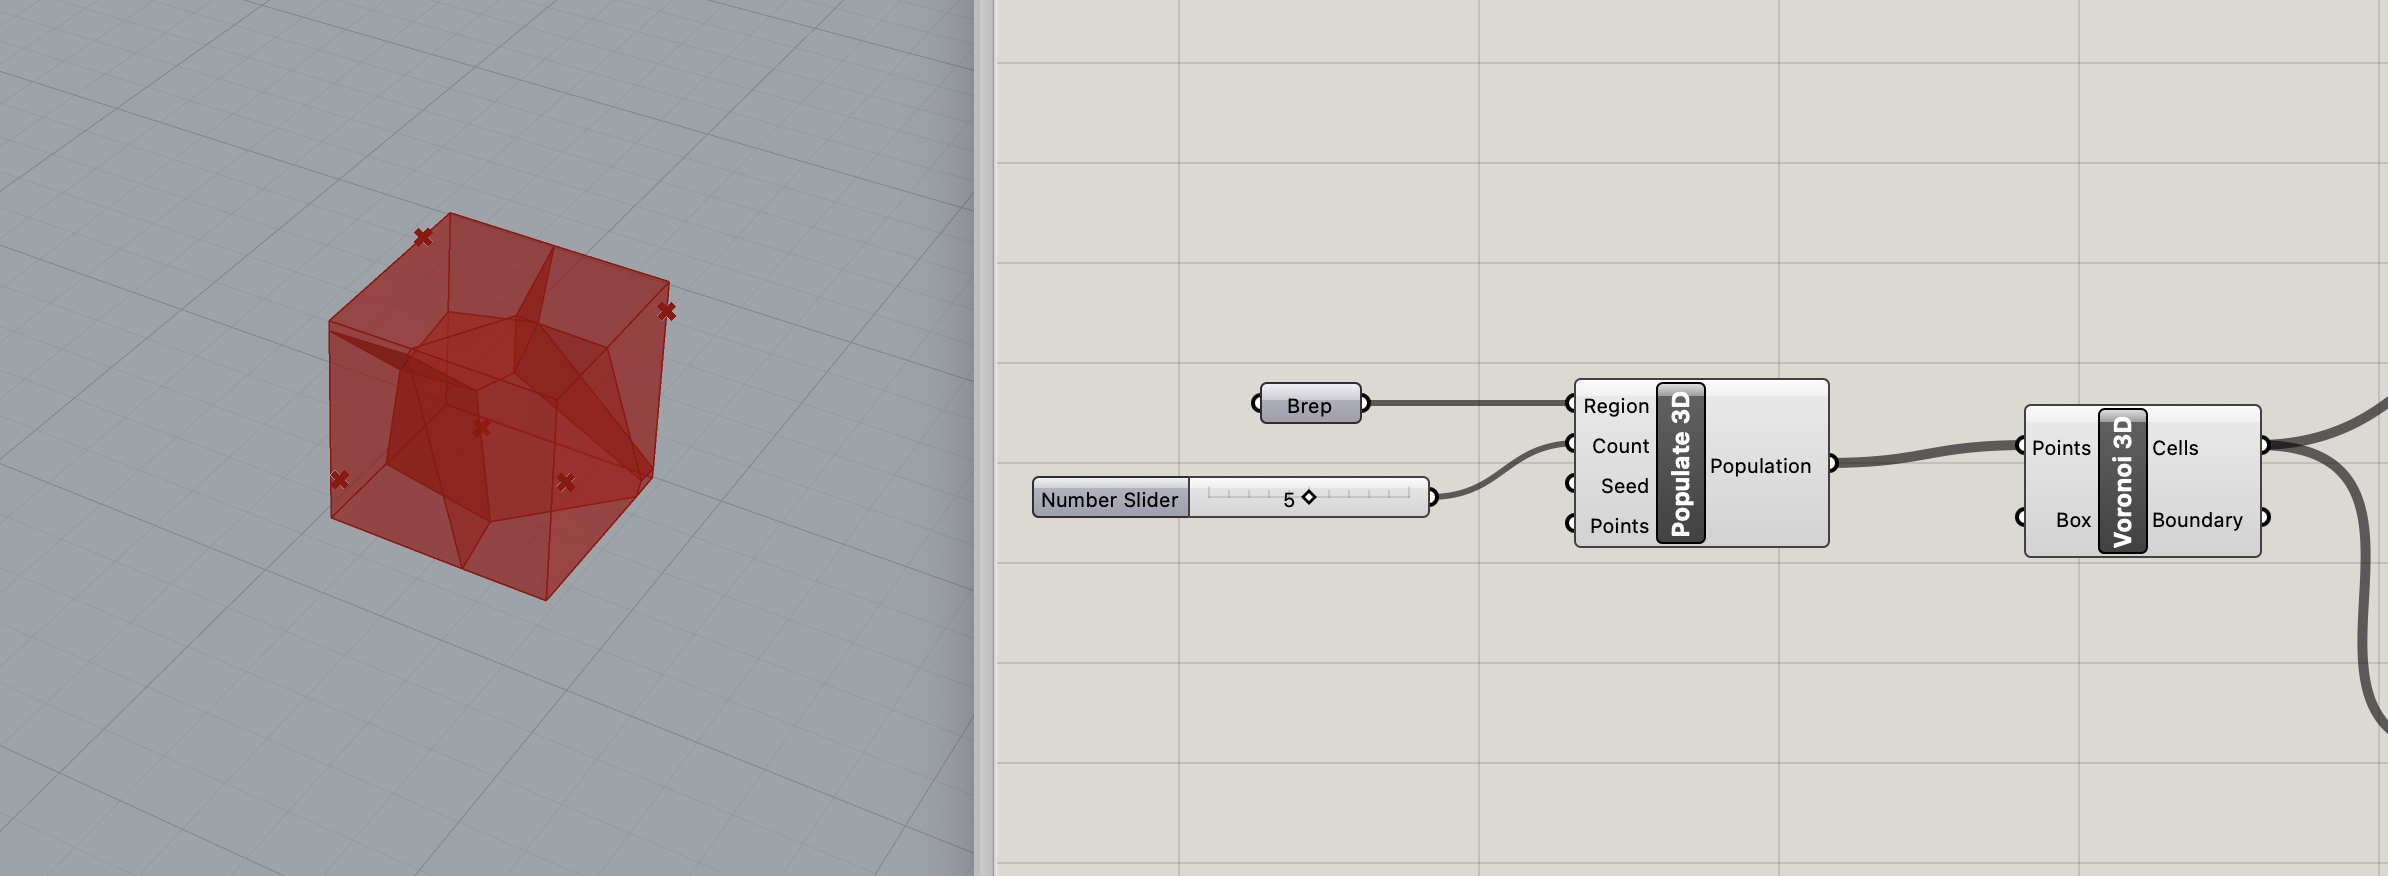 Brep
Number Slider
5
Region
Count
Seed
Points
Populate 3D
Population
Points
Box
Voronoi 3D
Cells
Boundary